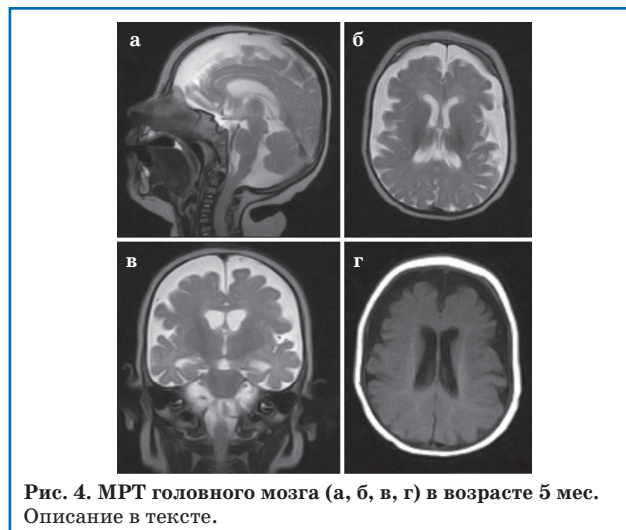 а
б
в
г
Рис. 4. МРТ головного мозга (а, б, в, г) в возрасте 5 мес.
Описание в тексте.